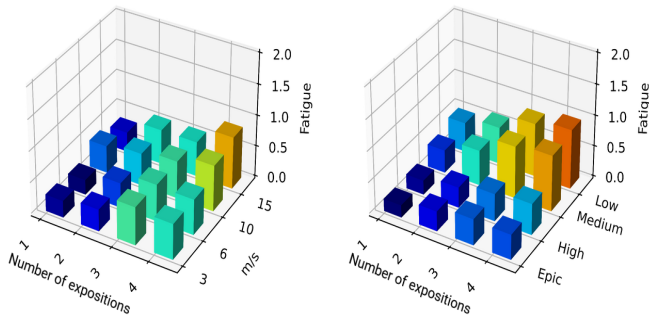 2.0
1.5
1.0
0.5
0.0
Fatigue
15
10
6
3
m/s
1
2
3
4
Number of expositions
2.0
1.5
1.0
0.5
0.0
Fatigue
Low
Medium
High
Epic
1
2
3
4
Number of expositions